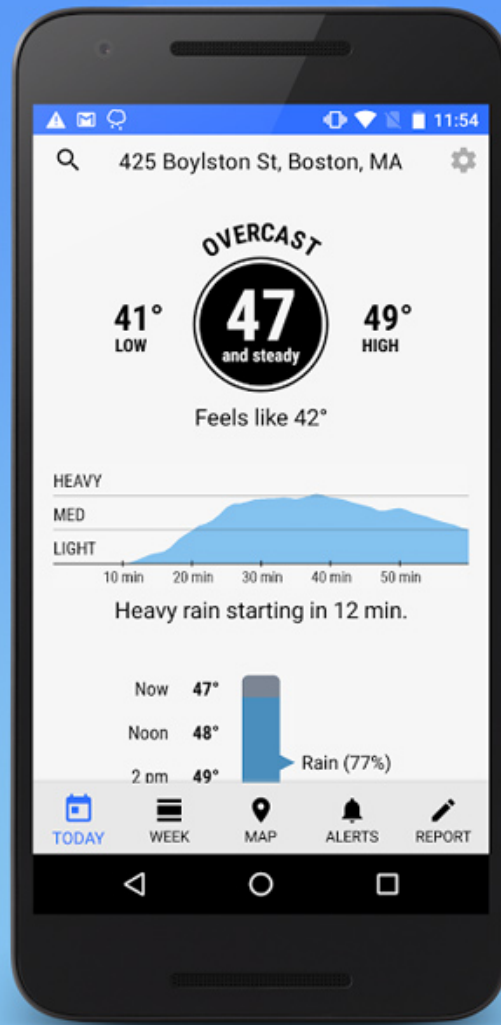 11:54
425 Boylston St, Boston, MA
OVERCAST
41° 47 49°
LOW and steady HIGH
Feels like 42°
HEAVY
MED
LIGHT
10 min 20 min 30 min 40 min 50 min
Heavy rain starting in 12 min.
Now 47°
Noon 48°
Rain (77%)
2 pm 49°
TODAY WEEK MAP ALERTS REPORT